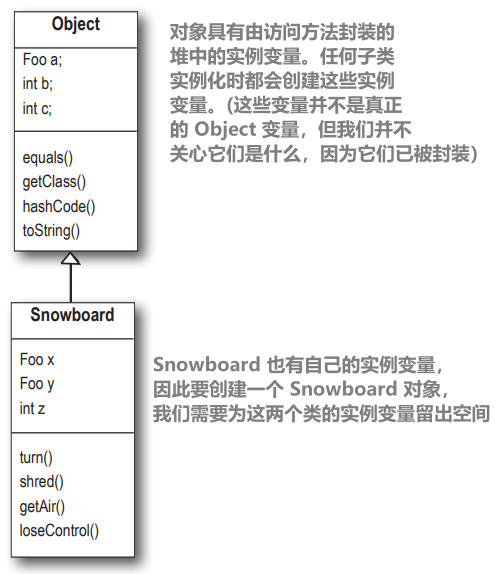 Object
Foo a;
int b;
int c;
equals()
getClass()
hashCode()
toString()
对象具有由访问方法封装的
堆中的实例变量。任何子类
实例化时都会创建这些实例
变量。(这些变量并不是真正
的 Object 变量，但我们并不
关心它们是什么，因为它们已被封装)
Snowboard
Foo x
Foo y
int z
turn()
shred()
getAir()
loseControl()
Snowboard 也有自己的实例变量，
因此要创建一个 Snowboard 对象，
我们需要为这两个类的实例变量留出空间